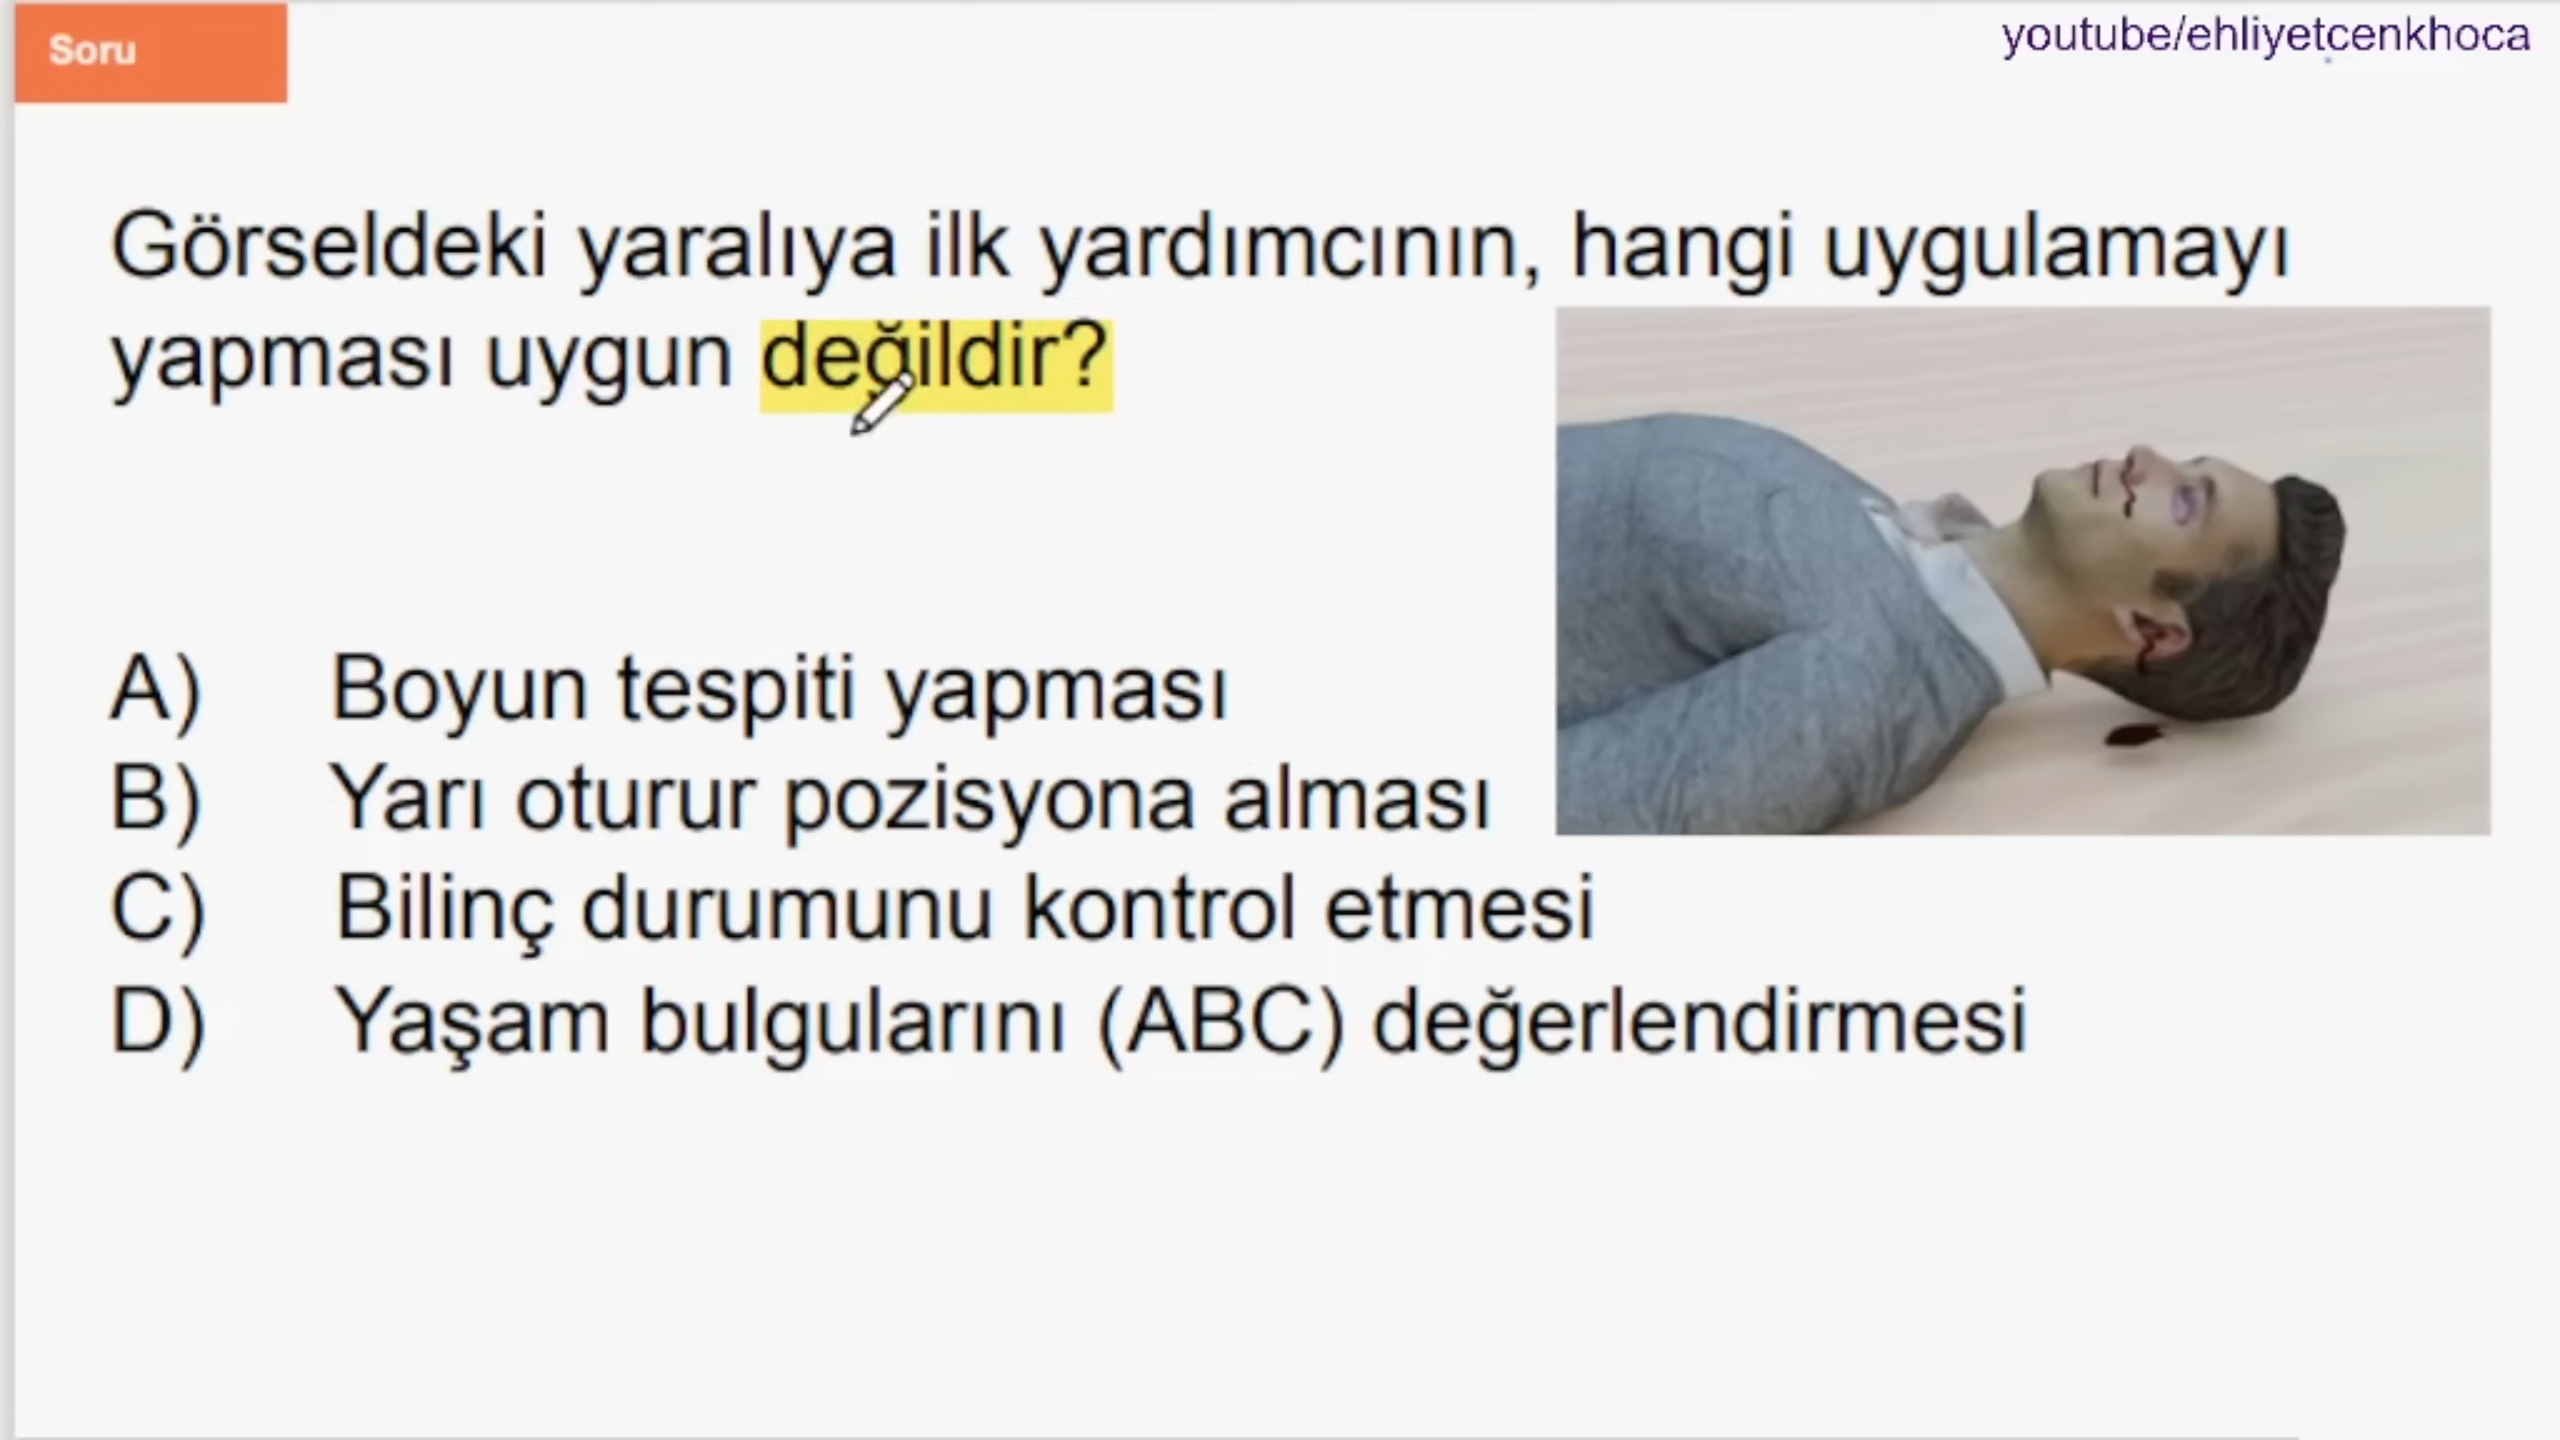 Soru
youtube/ehliyetcenkhoca
Görseldeki yaralıya ilk yardımcının, hangi uygulamayı
yapması uygun değildir?
A) Boyun tespiti yapması
B) Yarı oturur pozisyona alması
C) Bilinç durumunu kontrol etmesi
D) Yaşam bulgularını (ABC) değerlendirmesi